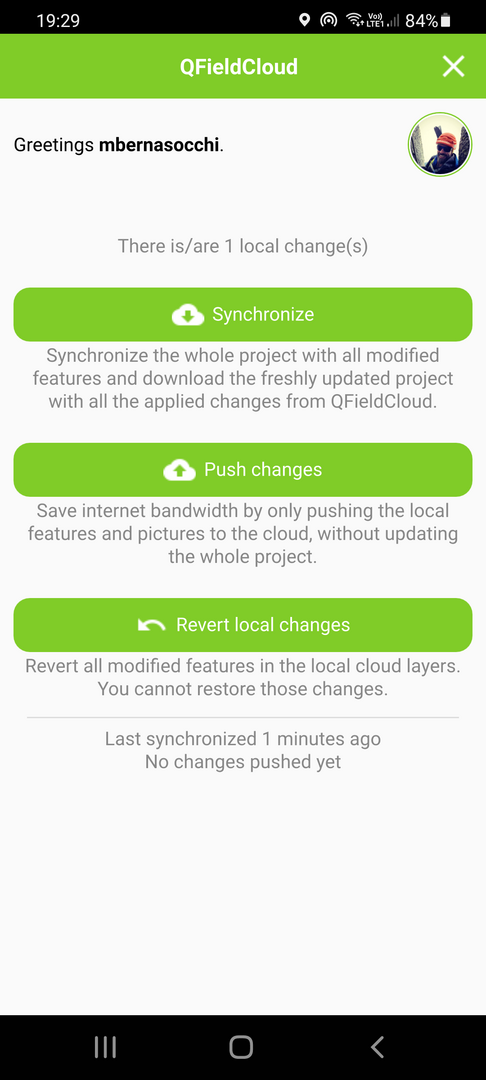 19:29
Vo))
LTE1
84%
QFieldCloud
Greetings mbernasocchi.
There is/are 1 local change(s)
Synchronize
Synchronize the whole project with all modified
features and download the freshly updated project
with all the applied changes from QFieldCloud.
Push changes
Save internet bandwidth by only pushing the local
features and pictures to the cloud, without updating
the whole project.
Revert local changes
Revert all modified features in the local cloud layers.
You cannot restore those changes.
Last synchronized 1 minutes ago
No changes pushed yet